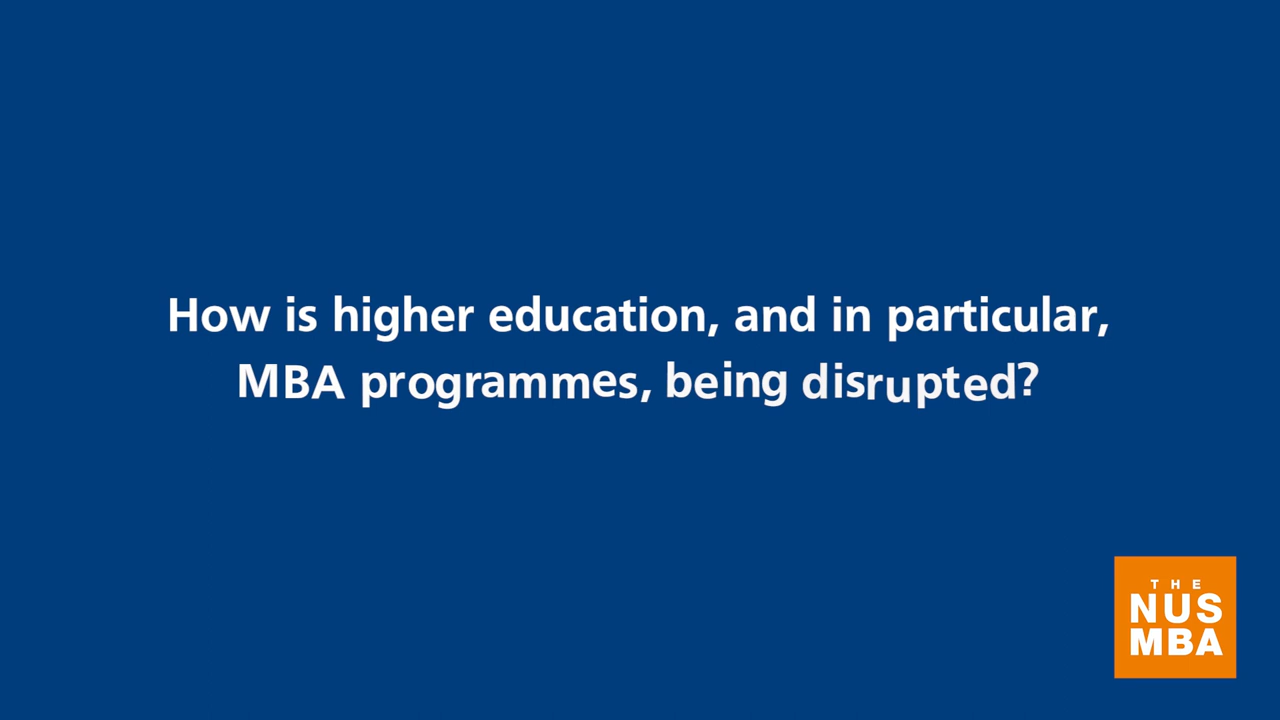 How is higher education, and in particular,
MBA programmes, being disrupted?
THE
NUS
MBA